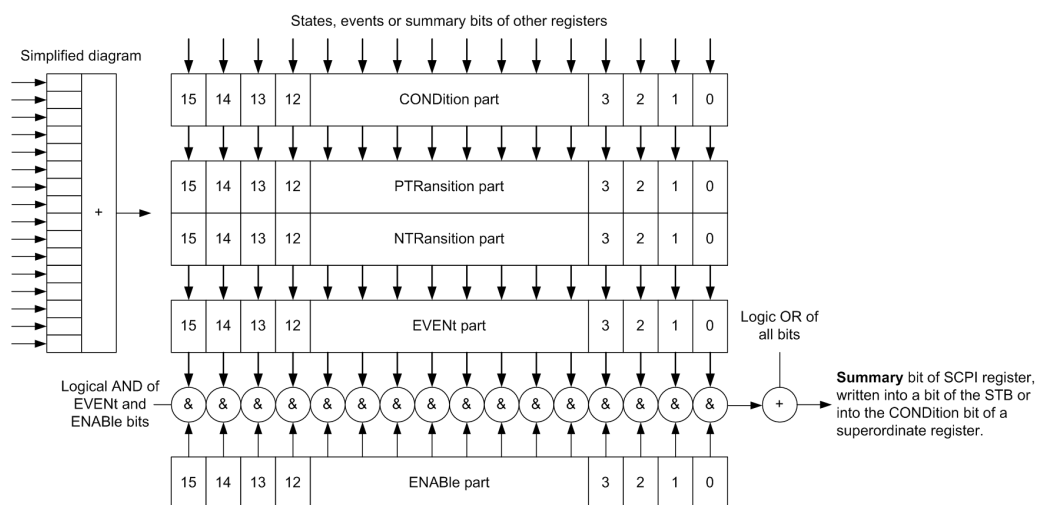 States, events or summary bits of other registers
Simplified diagram
15 14 13 12 CONDition part 3 2 1 0
15 14 13 12 PTRansition part 3 2 1 0
+
15 14 13 12 NTRansition part 3 2 1 0
15 14 13 12 EVENt part 3 2 1 0
Logic OR of
all bits
Logical AND of
EVENt and
ENABle bits
& & & & & & & & & & & & & & & &
+
Summary bit of SCPI register,
written into a bit of the STB or
into the CONDition bit of a
superordinate register.
15 14 13 12 ENABle part 3 2 1 0